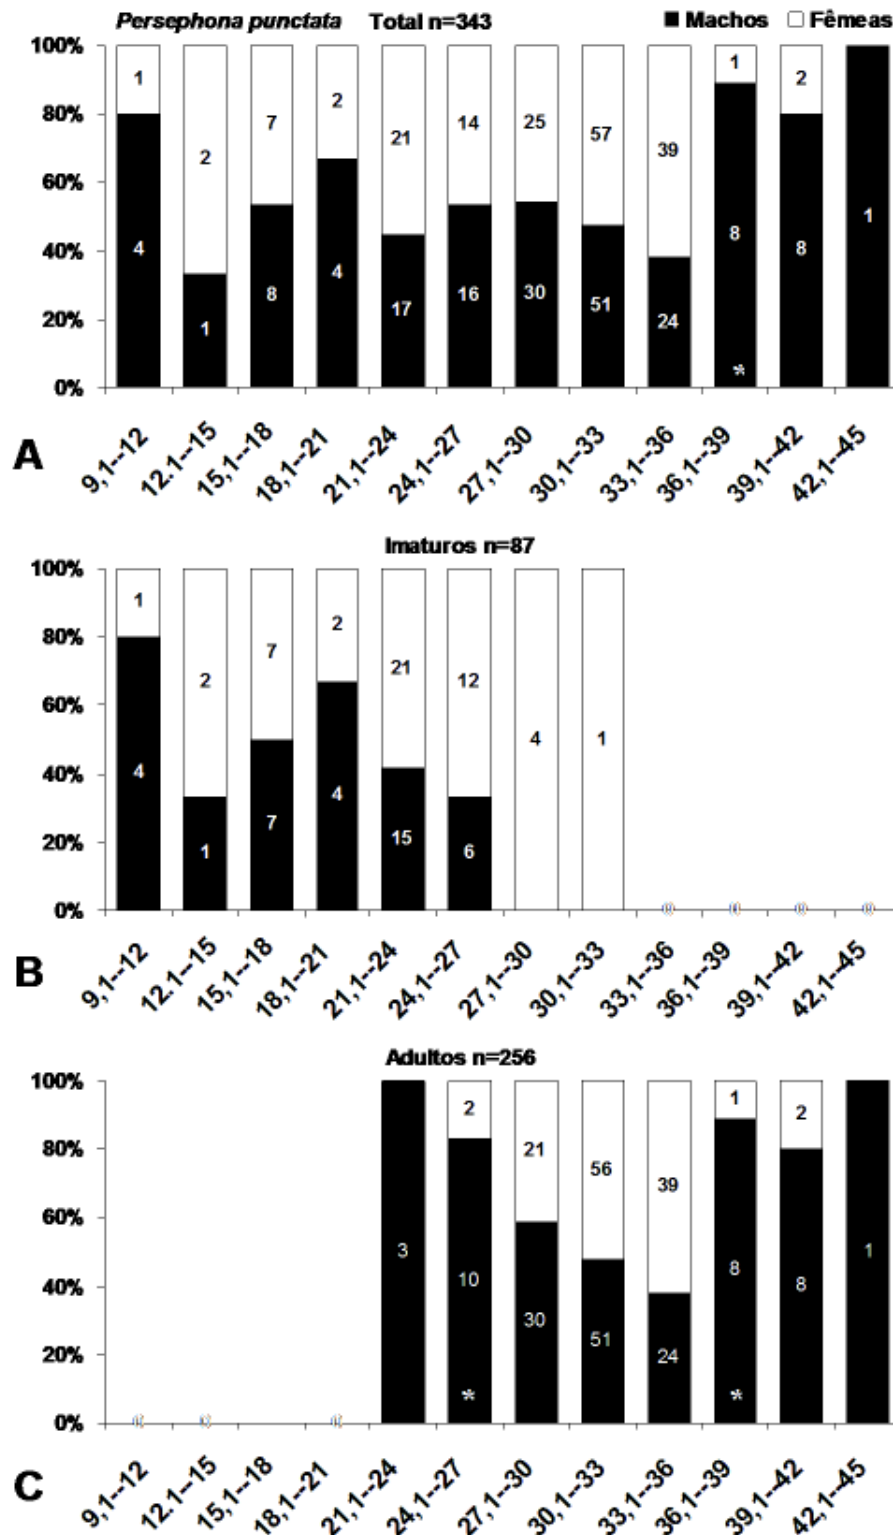 Persephona punctata Total n=343 Machos Fêmeas
100%
80%
60%
40%
20%
0%
1 2 7 2 21 14 25 57 39 1 2
4 1 8 4 17 16 30 51 24 8 8 1
*
A
9,1--12 12.1--15 15,1--18 18,1--21 21,1--24 24,1--27 27,1--30 30,1--33 33,1--36 36,1--39 39,1--42 42,1--45
Imaturos n=87
100%
80%
60%
40%
20%
0%
1 2 7 2 21 12 4 1
4 1 7 4 15 6
B
9,1--12 12.1--15 15,1--18 18,1--21 21,1--24 24,1--27 27,1--30 30,1--33 33,1--36 36,1--39 39,1--42 42,1--45
Adultos n=256
100%
80%
60%
40%
20%
0%
2 21 56 39 1 2
3 10 30 51 24 8 8 1
* *
C
9,1--12 12.1--15 15,1--18 18,1--21 21,1--24 24,1--27 27,1--30 30,1--33 33,1--36 36,1--39 39,1--42 42,1--45